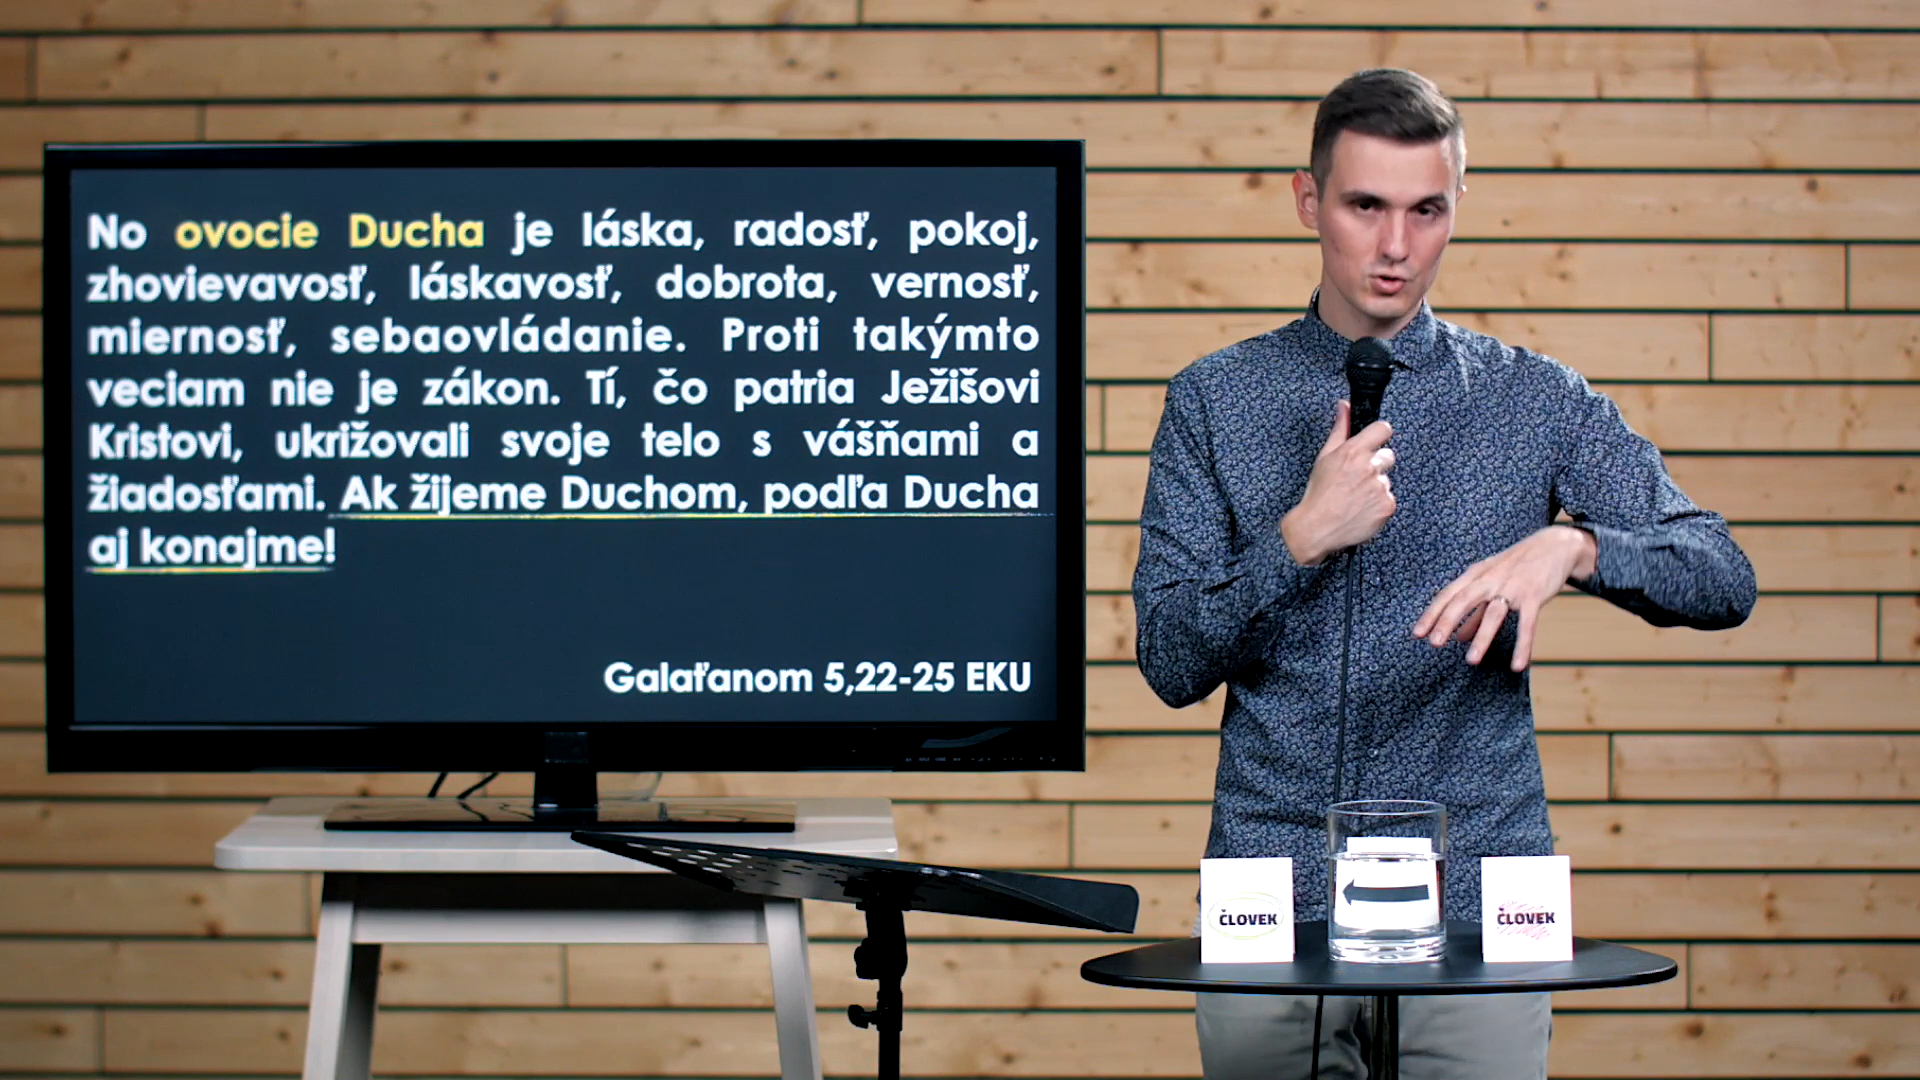 No ovocie Ducha je láska, radosť, pokoj,
zhovievavosť, láskavosť, dobrota, vernosť,
miernosť, sebaovládanie. Proti takýmto
veciam nie je zákon. Tí, čo patria Ježišovi
Kristovi, ukrižovali svoje telo s vášňami a
žiadosťami. Ak žijeme Duchom, podľa Ducha
aj konajme!
Galaťanom 5,22-25 EKU
ČLOVEK
ČLOVEK